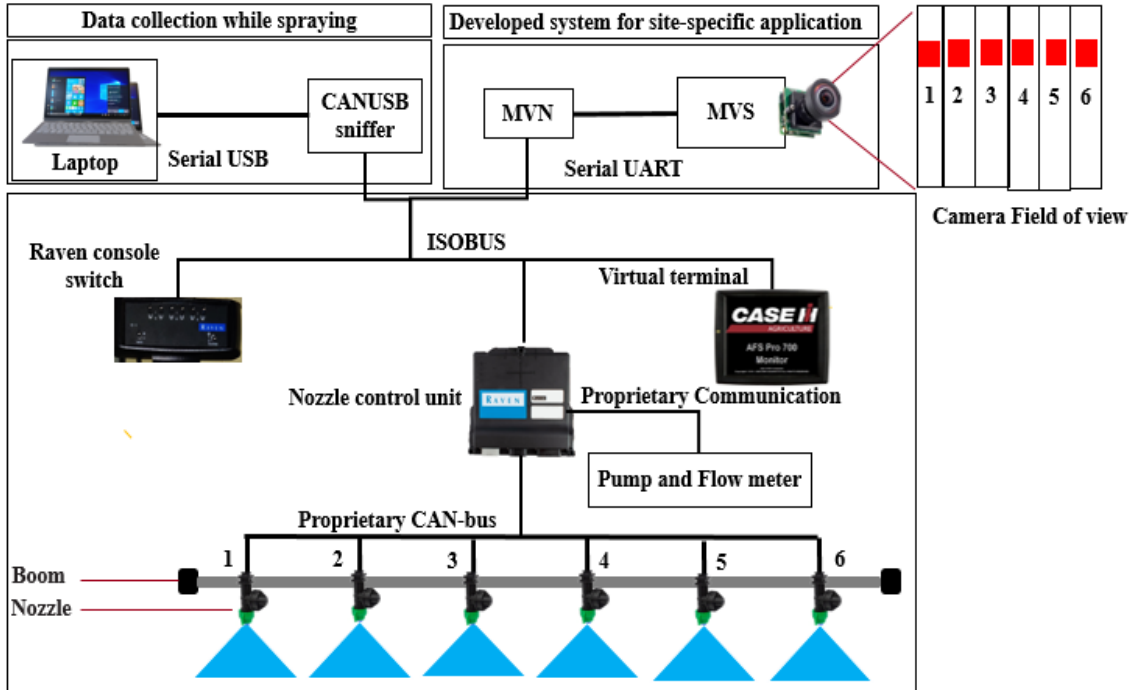 Data collection while spraying
Developed system for site-specific application
Laptop
Serial USB
CANUSB
sniffer
MVN
MVS
Serial UART
1 2 3 4 5 6
Camera Field of view
ISOBUS
Raven console
switch
RAVEN
Virtual terminal
CASE IH
AGRICULTURE
AFS Pro 700
Monitor
Nozzle control unit
RAVEN
Proprietary Communication
Pump and Flow meter
Proprietary CAN-bus
1 2 3 4 5 6
Boom
Nozzle